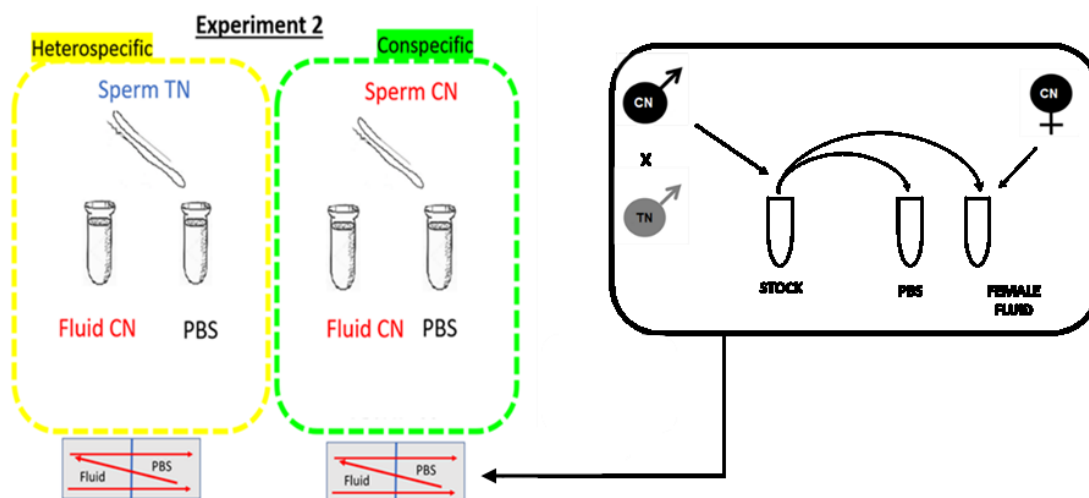 Experiment 2
Heterospecific
Conspecific
Sperm TN
Sperm CN
Fluid CN
PBS
Fluid CN
PBS
Fluid
PBS
Fluid
PBS
CN
X
TN
CN
STOCK
PBS
FEMALE
FLUID